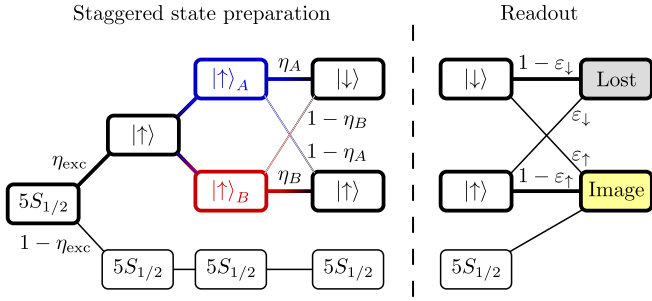 Staggered state preparation
Readout
|↑⟩_A
η_A
|↓⟩
|↓⟩
1 − ε_↓
Lost
|↑⟩
1 − η_B
ε_↓
η_exc
1 − η_A
ε_↑
5S_{1/2}
|↑⟩_B
η_B
|↑⟩
|↑⟩
1 − ε_↑
Image
1 − η_exc
5S_{1/2}
5S_{1/2}
5S_{1/2}
5S_{1/2}